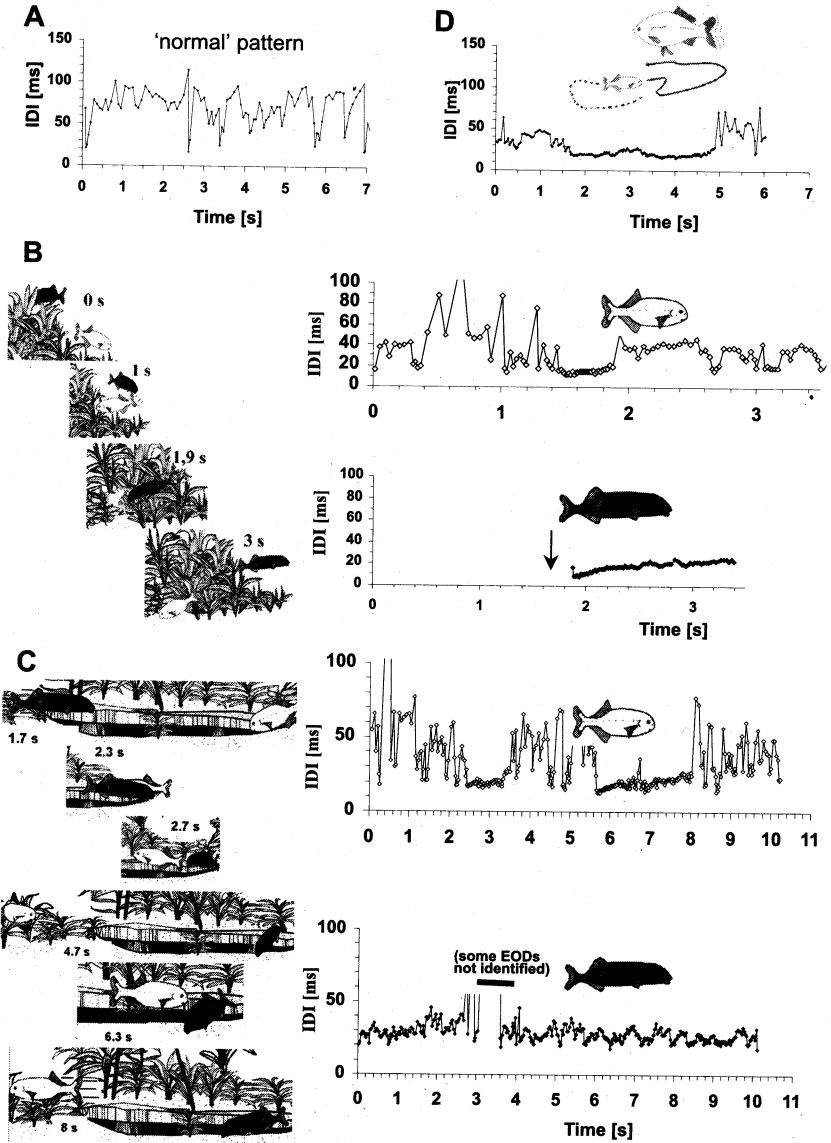 A
'normal' pattern
IDI [ms]
150
100
50
0
0 1 2 3 4 5 6 7
Time [s]
D
IDI [ms]
150
100
50
0
0 1 2 3 4 5 6 7
Time [s]
B
0 s
1 s
1,9 s
3 s
IDI [ms]
100
80
60
40
20
0
0 1 2 3
IDI [ms]
100
80
60
40
20
0
0 1 2 3
Time [s]
C
1.7 s
2.3 s
2.7 s
4.7 s
6.3 s
8 s
IDI [ms]
100
50
0
0 1 2 3 4 5 6 7 8 9 10 11
(some EODs
not identified)
IDI [ms]
100
50
0
0 1 2 3 4 5 6 7 8 9 10 11
Time [s]